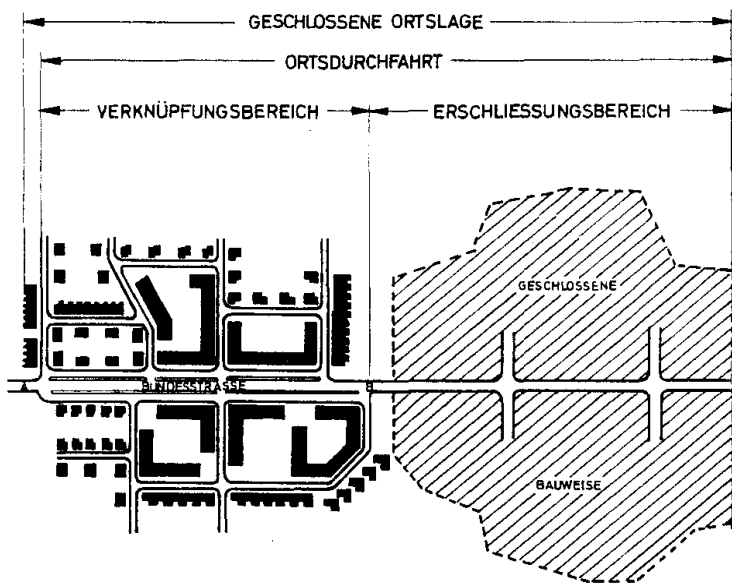 GESCHLOSSENE ORTSLAGE
ORTSDURCHFAHRT
VERKNÜPFUNGSBEREICH
ERSCHLIESSUNGSBEREICH
GESCHLOSSENE
A
BUNDESSTRASSE
B
BAUWEISE